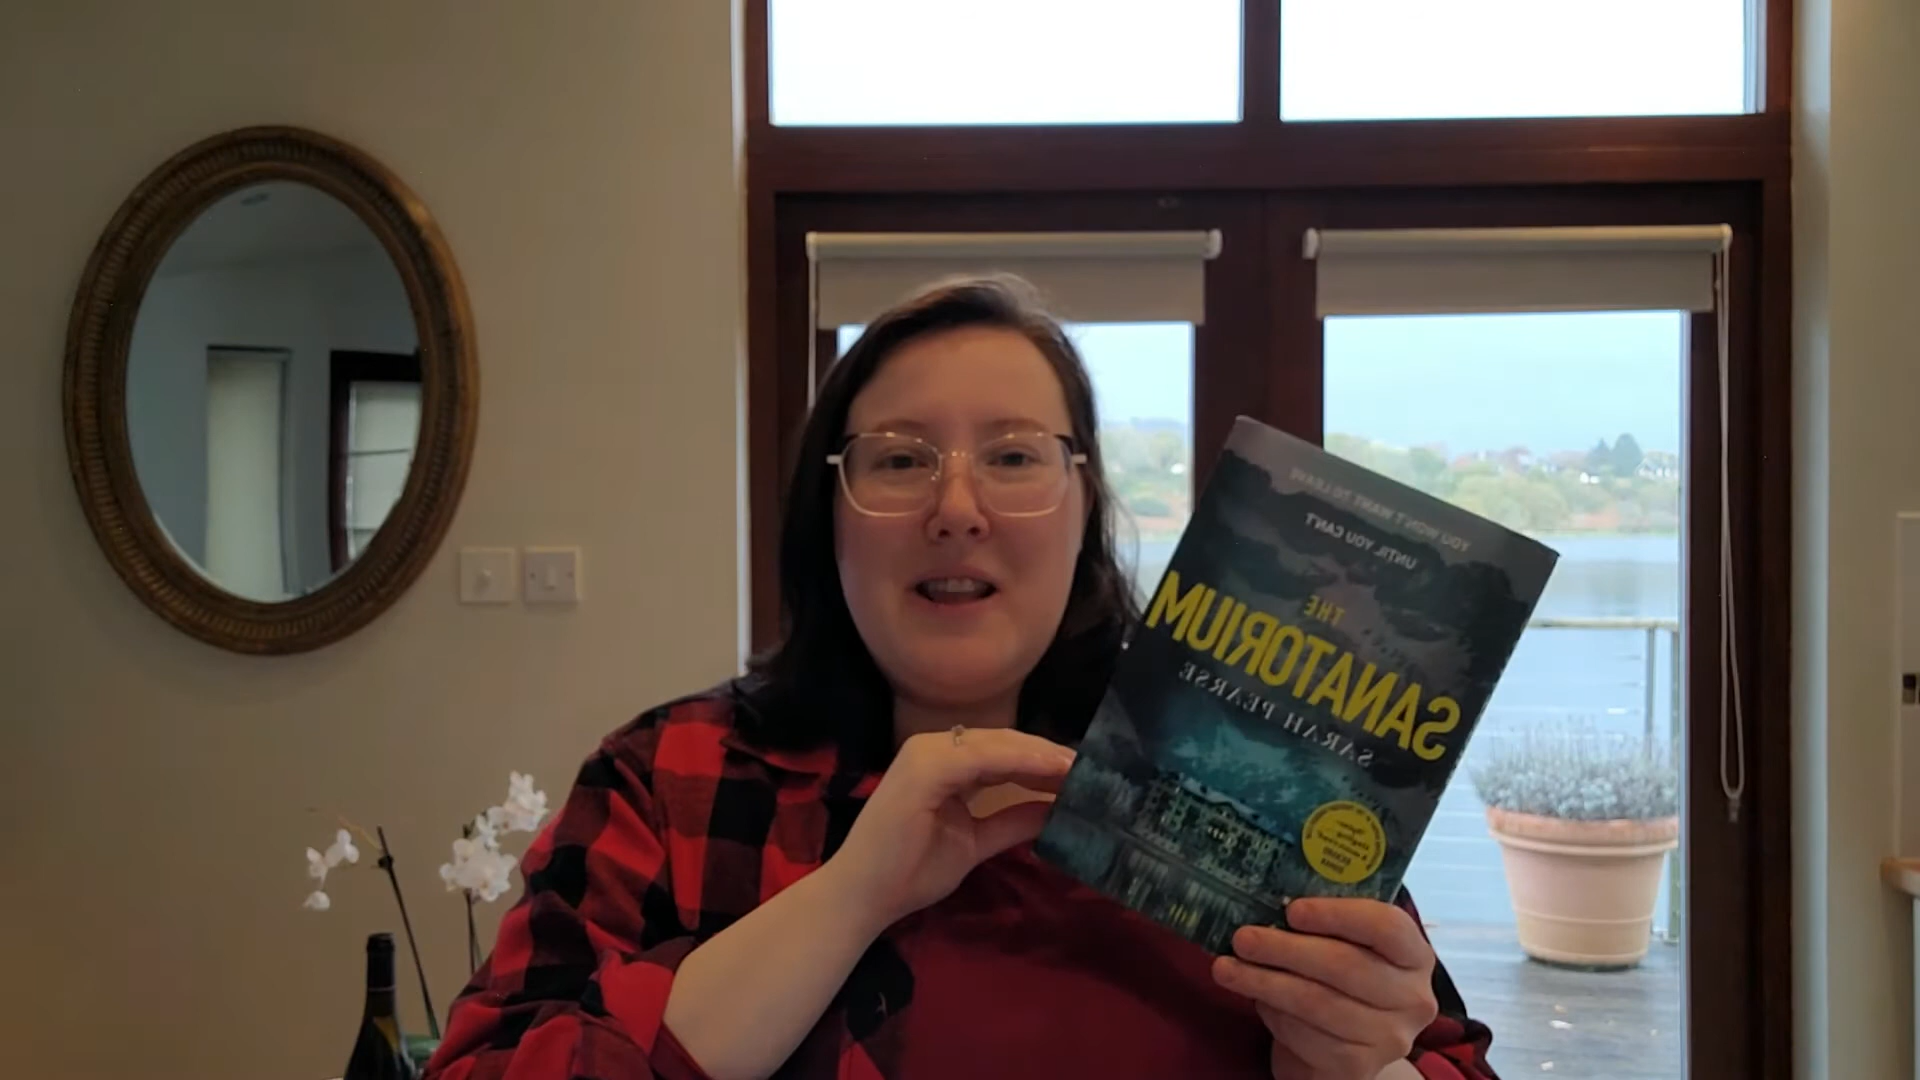 YOU WON'T WANT TO LEAVE
UNTIL YOU CAN'T
THE
SANATORIUM
SARAH PEARSE